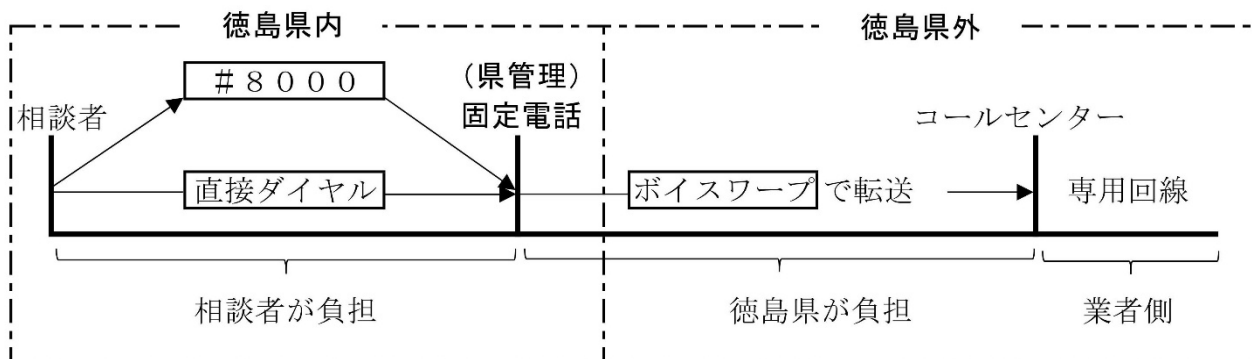 徳島県内
徳島県外
#8000
(県管理)
固定電話
相談者
コールセンター
直接ダイヤル
ボイスワープで転送
専用回線
相談者が負担
徳島県が負担
業者側